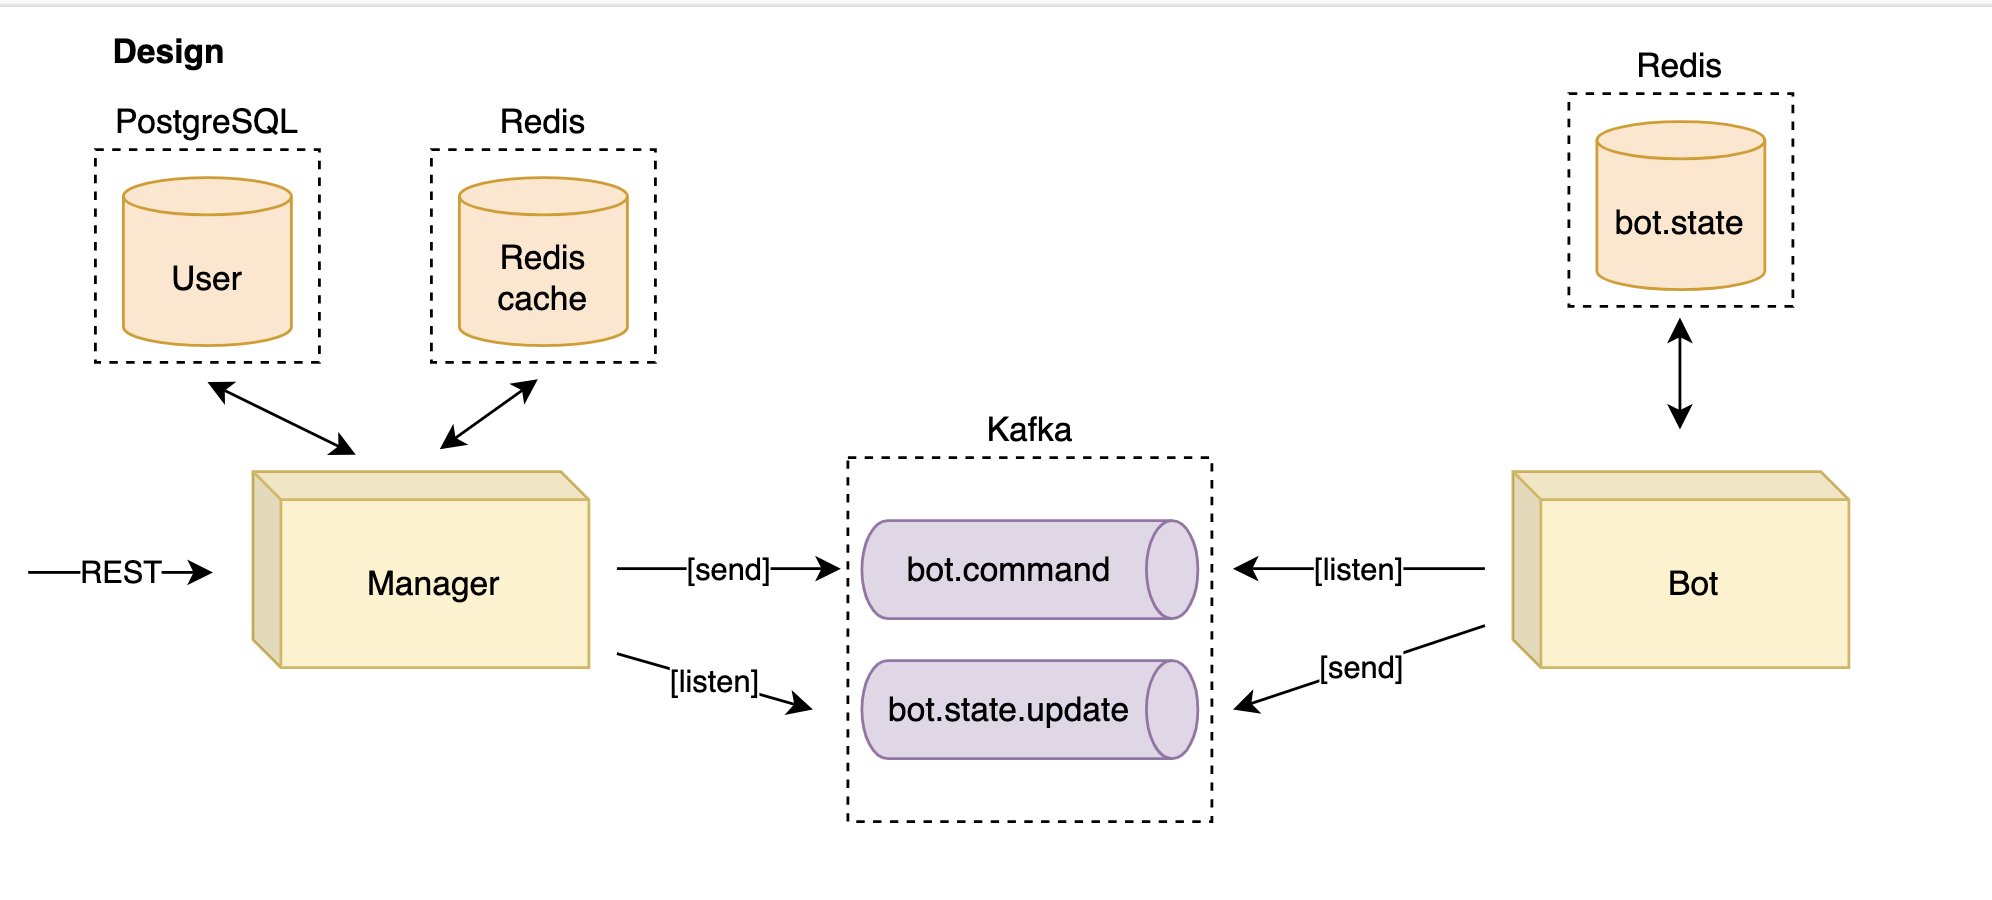 Design
PostgreSQL
Redis
Redis
User
Redis
cache
bot.state
Kafka
REST
Manager
[send]
bot.command
[listen]
Bot
[listen]
bot.state.update
[send]